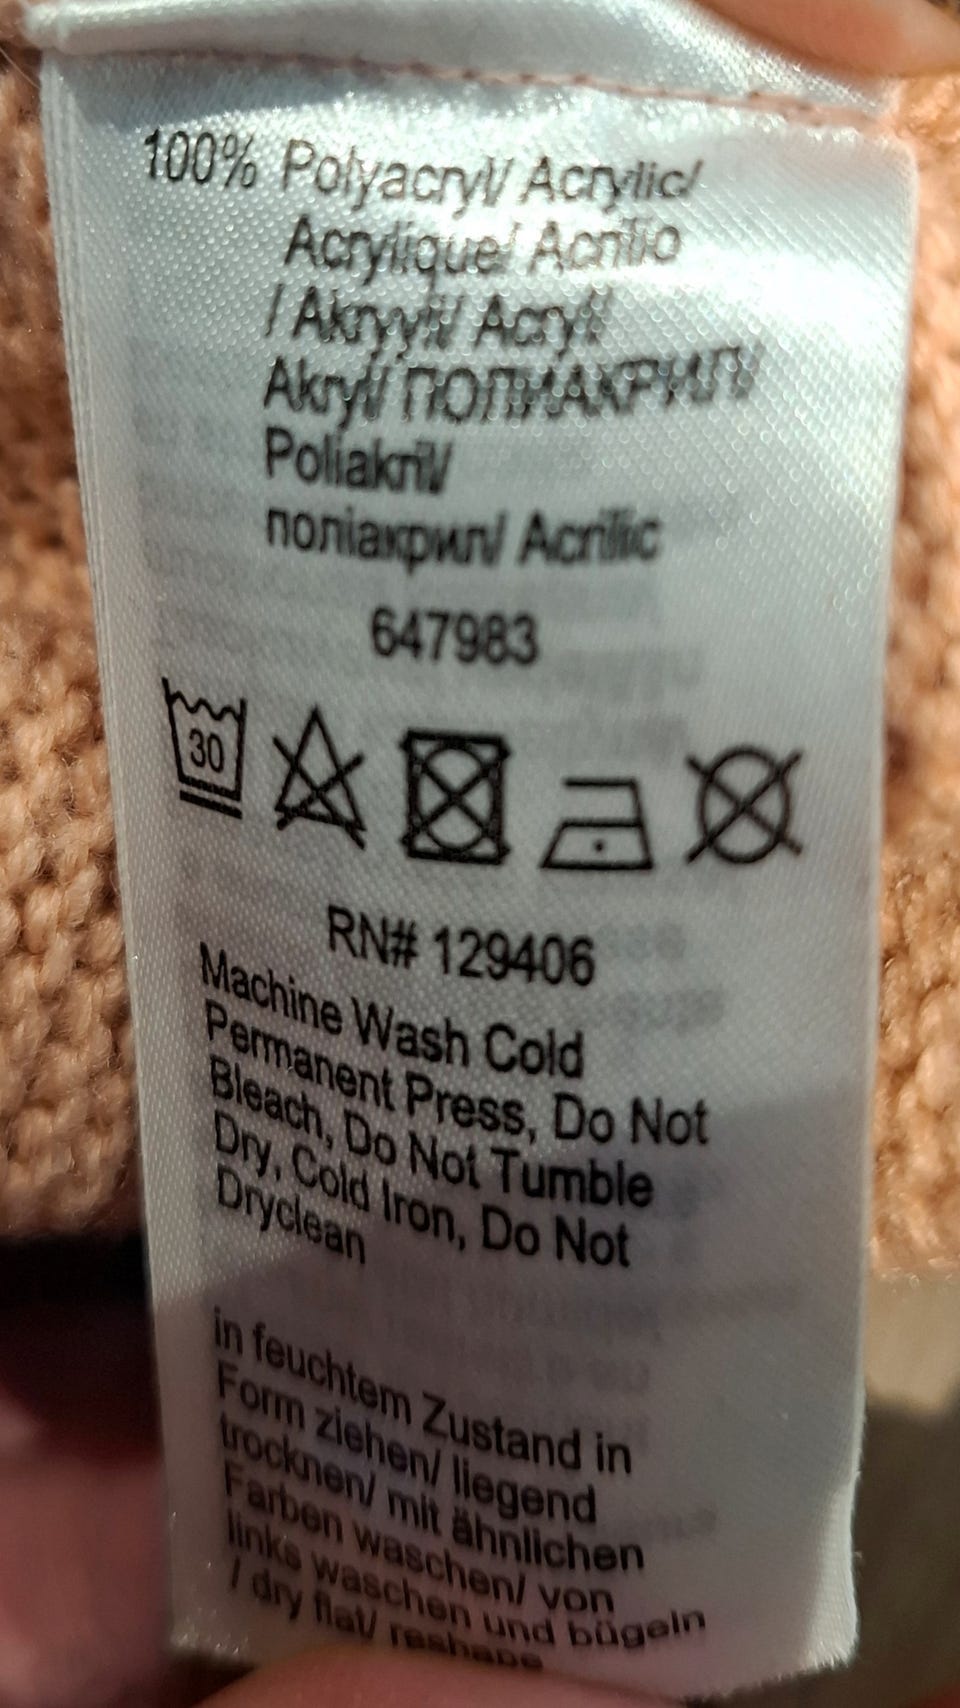 100% Polyacryl/ Acrylic/
Acrylique/ Acrilio
/ Akryyli/ Acryl/
Akryl/ ПОЛИАКРИЛ/
Poliakril/
поліакрил/ Acrilic
647983
30
RN# 129406
Machine Wash Cold
Permanent Press, Do Not
Bleach, Do Not Tumble
Dry, Cold Iron, Do Not
Dryclean
in feuchtem Zustand in
Form ziehen/ liegend
trocknen/ mit ähnlichen
Farben waschen/ von
links waschen und bügeln
/ dry flat/ reshape